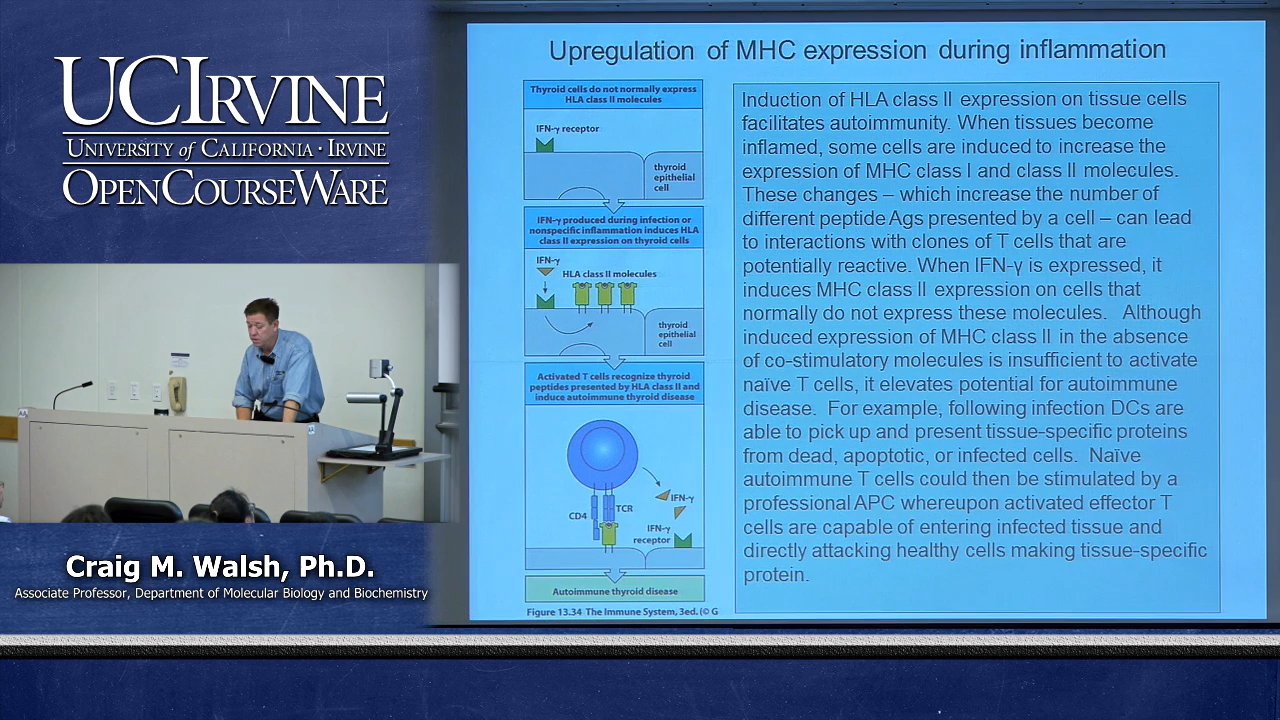 UCIRVINE
UNIVERSITY of CALIFORNIA · IRVINE
OPENCOURSEWARE
Craig M. Walsh, Ph.D.
Associate Professor, Department of Molecular Biology and Biochemistry
Upregulation of MHC expression during inflammation
Thyroid cells do not normally express
HLA class II molecules
IFN-γ receptor
thyroid
epithelial
cell
IFN-γ produced during infection or
nonspecific inflammation induces HLA
class II expression on thyroid cells
IFN-γ
HLA class II molecules
thyroid
epithelial
cell
Activated T cells recognize thyroid
peptides presented by HLA class II and
induce autoimmune thyroid disease
IFN-γ
CD4
TCR
IFN-γ
receptor
Autoimmune thyroid disease
Figure 13.34 The Immune System, 3ed. (© G
Induction of HLA class II expression on tissue cells
facilitates autoimmunity. When tissues become
inflamed, some cells are induced to increase the
expression of MHC class I and class II molecules.
These changes – which increase the number of
different peptide Ags presented by a cell – can lead
to interactions with clones of T cells that are
potentially reactive. When IFN-γ is expressed, it
induces MHC class II expression on cells that
normally do not express these molecules. Although
induced expression of MHC class II in the absence
of co-stimulatory molecules is insufficient to activate
naïve T cells, it elevates potential for autoimmune
disease. For example, following infection DCs are
able to pick up and present tissue-specific proteins
from dead, apoptotic, or infected cells. Naïve
autoimmune T cells could then be stimulated by a
professional APC whereupon activated effector T
cells are capable of entering infected tissue and
directly attacking healthy cells making tissue-specific
protein.